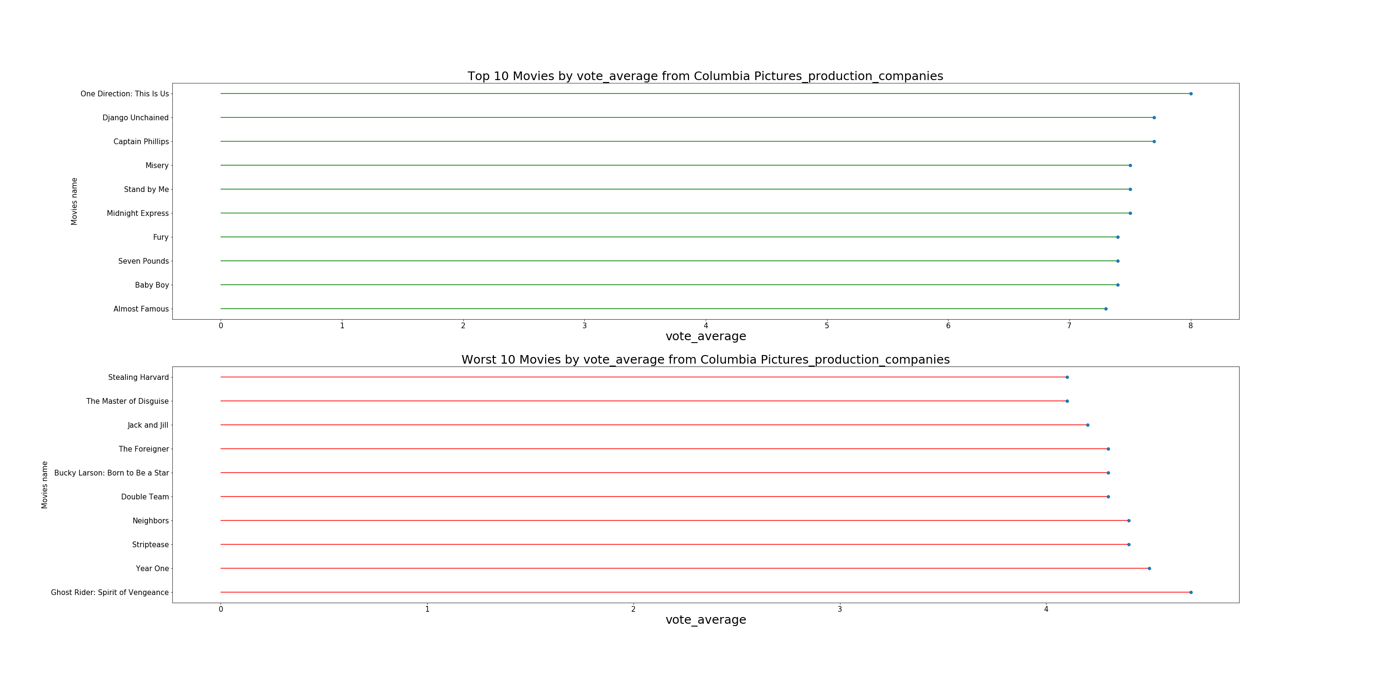 Top 10 Movies by vote_average from Columbia Pictures_production_companies
Movies name
One Direction: This Is Us
Django Unchained
Captain Phillips
Misery
Stand by Me
Midnight Express
Fury
Seven Pounds
Baby Boy
Almost Famous
0 1 2 3 4 5 6 7 8
vote_average
Worst 10 Movies by vote_average from Columbia Pictures_production_companies
Movies name
Stealing Harvard
The Master of Disguise
Jack and Jill
The Foreigner
Bucky Larson: Born to Be a Star
Double Team
Neighbors
Striptease
Year One
Ghost Rider: Spirit of Vengeance
0 1 2 3 4
vote_average